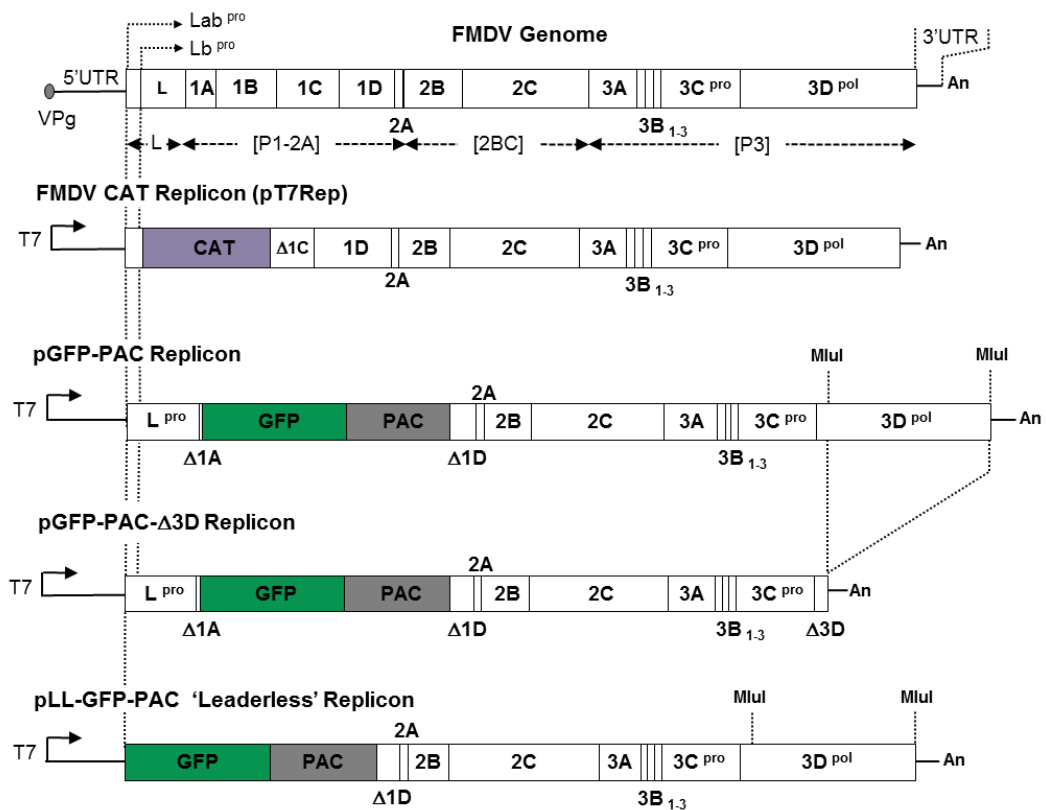 Lab pro
Lb pro
FMDV Genome
3'UTR
5'UTR
L 1A 1B 1C 1D 2B 2C 3A 3C pro 3D pol
An
VPg
2A
3B 1-3
L [P1-2A] [2BC] [P3]
FMDV CAT Replicon (pT7Rep)
T7
CAT Δ1C 1D 2B 2C 3A 3C pro 3D pol
An
2A
3B 1-3
pGFP-PAC Replicon
MluI
MluI
T7
2A
L pro GFP PAC 2B 2C 3A 3C pro 3D pol
An
Δ1A
Δ1D
3B 1-3
pGFP-PAC-Δ3D Replicon
T7
2A
L pro GFP PAC 2B 2C 3A 3C pro
An
Δ1A
Δ1D
3B 1-3
Δ3D
pLL-GFP-PAC 'Leaderless' Replicon
MluI
MluI
T7
2A
GFP PAC 2B 2C 3A 3C pro 3D pol
An
Δ1D
3B 1-3